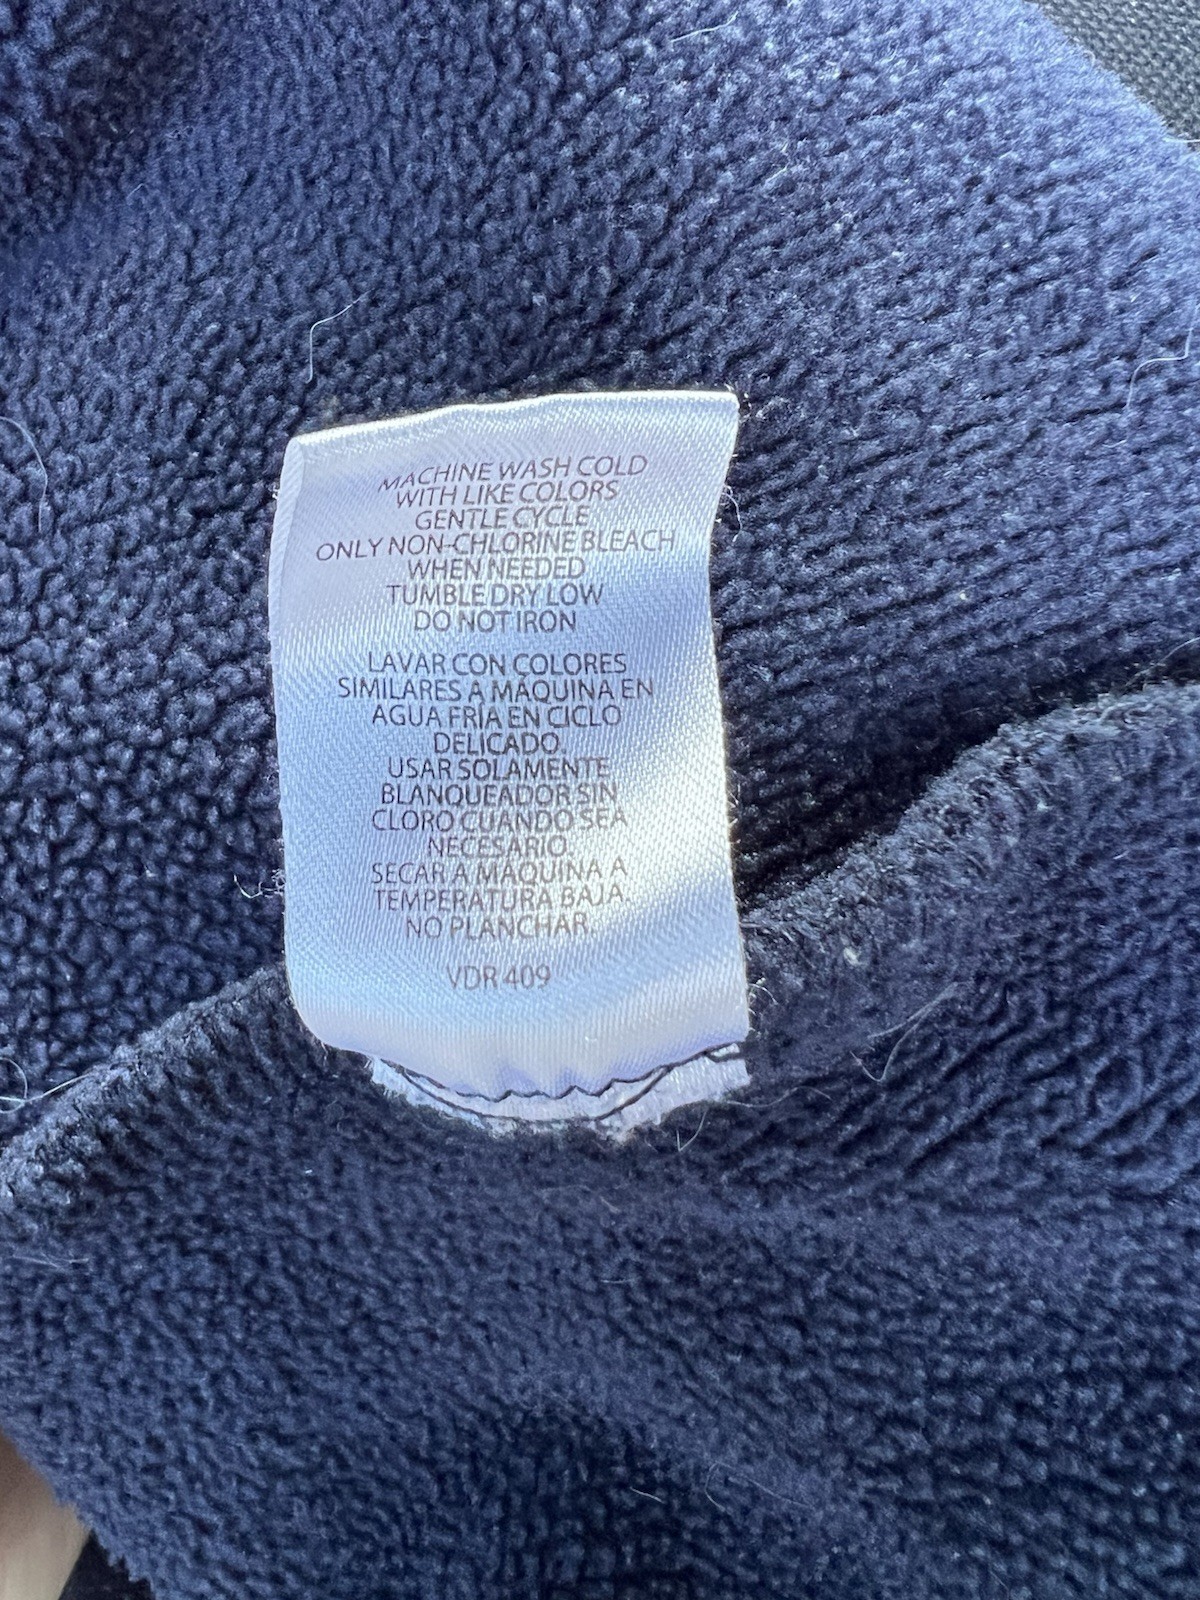 MACHINE WASH COLD
WITH LIKE COLORS
GENTLE CYCLE
ONLY NON-CHLORINE BLEACH
WHEN NEEDED
TUMBLE DRY LOW
DO NOT IRON
LAVAR CON COLORES
SIMILARES A MÁQUINA EN
AGUA FRÍA EN CICLO
DELICADO.
USAR SOLAMENTE
BLANQUEADOR SIN
CLORO CUANDO SEA
NECESARIO.
SECAR A MÁQUINA A
TEMPERATURA BAJA.
NO PLANCHAR.
VDR 409